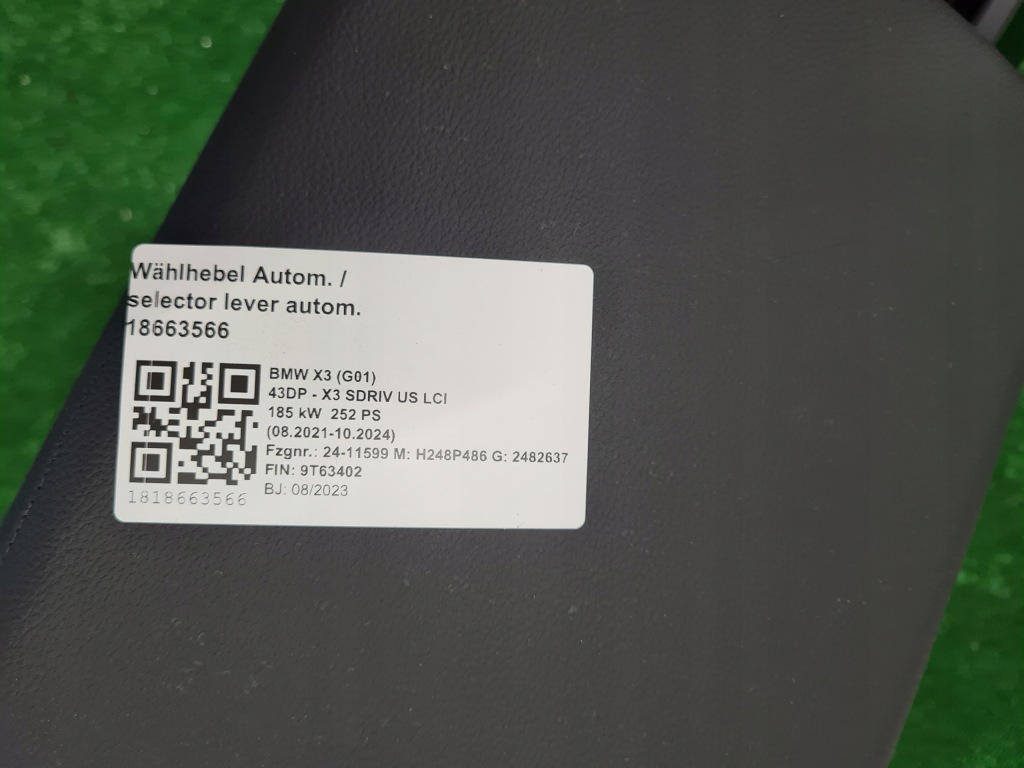 Wählhebel Autom. /
selector lever autom.
18663566
BMW X3 (G01)
43DP - X3 SDRIV US LCI
185 kW 252 PS
(08.2021-10.2024)
Fzgnr.: 24-11599 M: H248P486 G: 2482637
FIN: 9T63402
BJ: 08/2023
1818663566